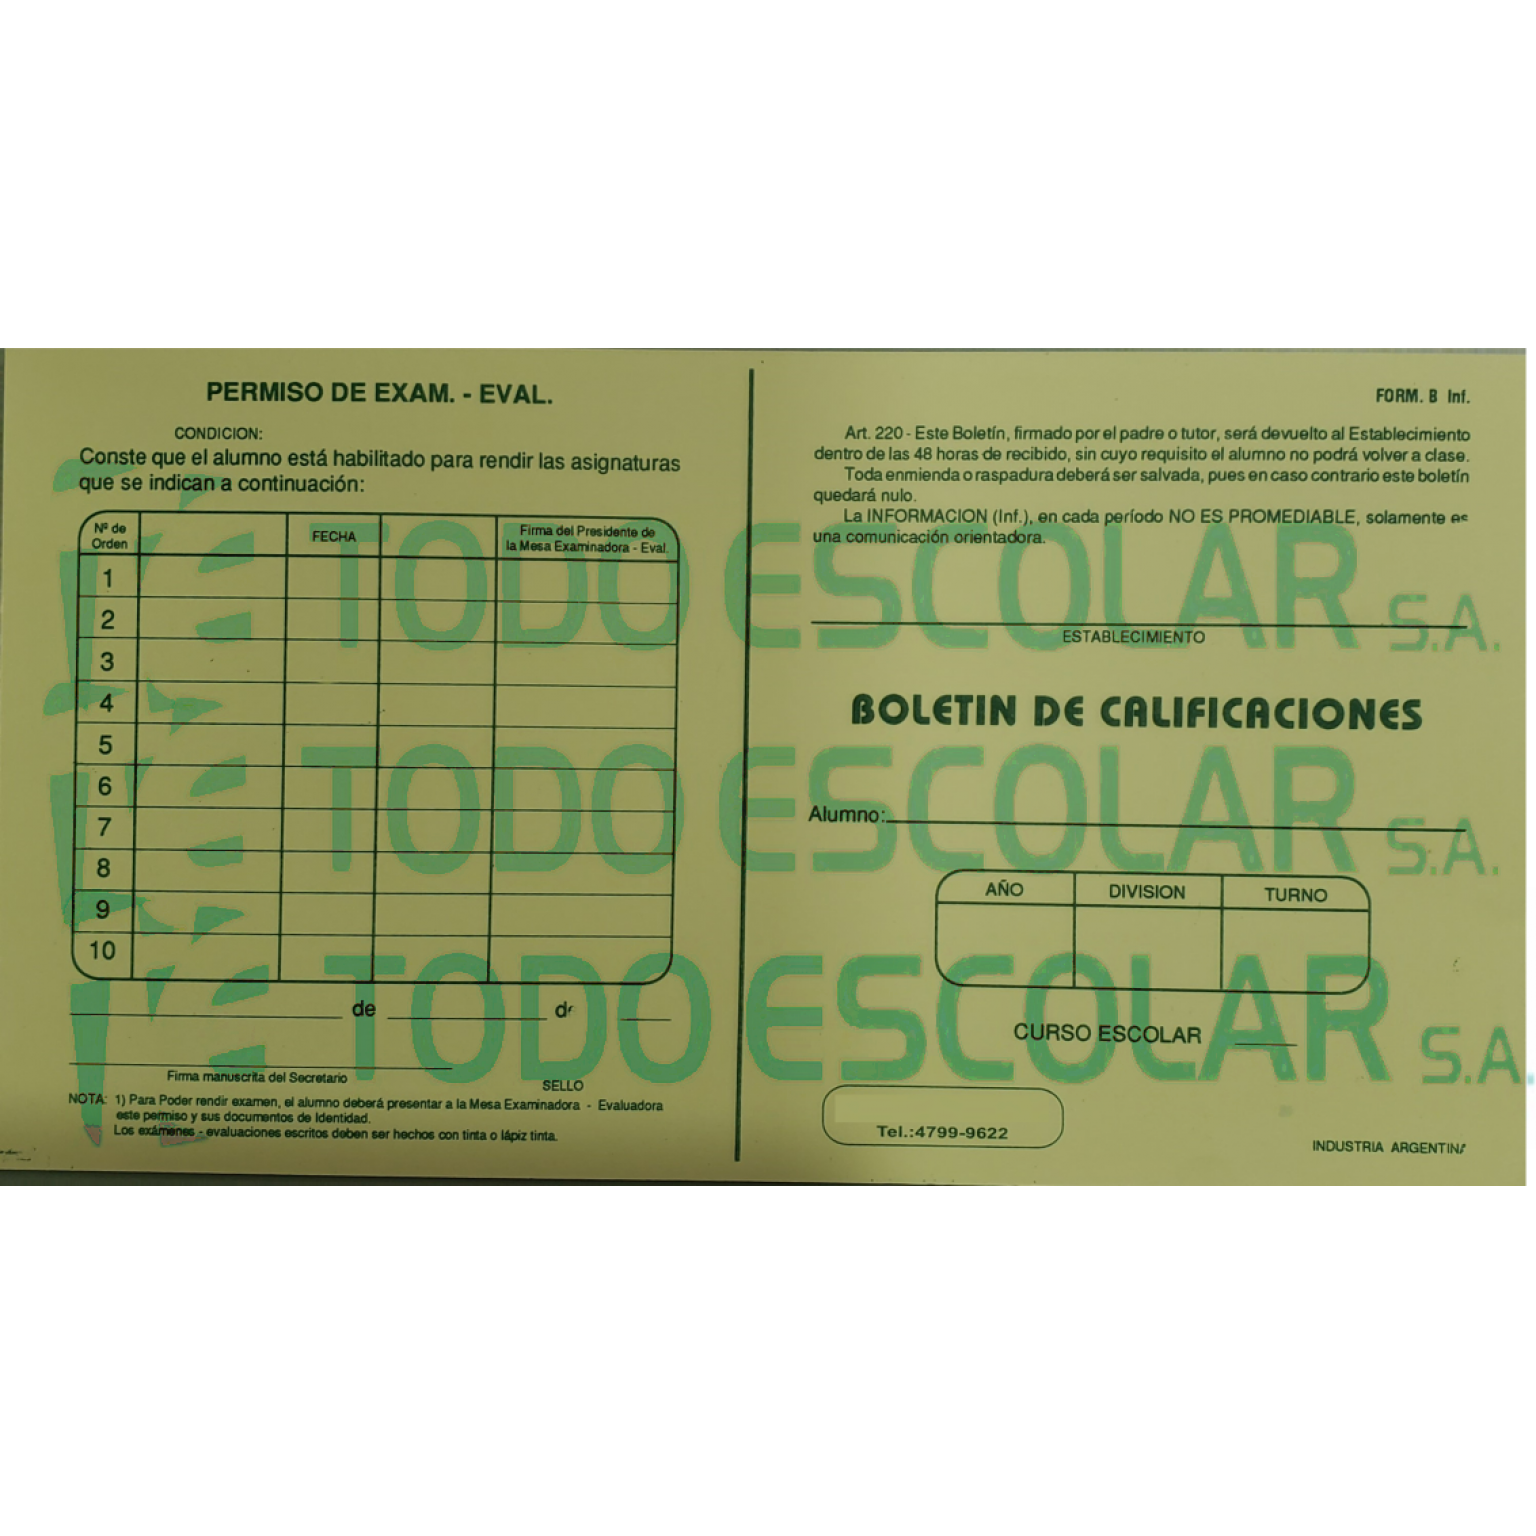 PERMISO DE EXAM. - EVAL.
CONDICION:
Conste que el alumno está habilitado para rendir las asignaturas
que se indican a continuación:
Nº de
Orden
FECHA
Firma del Presidente de
la Mesa Examinadora - Eval.
1
2
3
4
5
6
7
8
9
10
de
Firma manuscrita del Secretario
SELLO
NOTA: 1) Para Poder rendir examen, el alumno deberá presentar a la Mesa Examinadora - Evaluadora
este permiso y sus documentos de Identidad.
Los exámenes - evaluaciones escritos deben ser hechos con tinta o lápiz tinta.
FORM. B Inf.
Art. 220 - Este Boletín, firmado por el padre o tutor, será devuelto al Establecimiento
dentro de las 48 horas de recibido, sin cuyo requisito el alumno no podrá volver a clase.
Toda enmienda o raspadura deberá ser salvada, pues en caso contrario este boletín
quedará nulo.
La INFORMACION (Inf.), en cada período NO ES PROMEDIABLE, solamente es
una comunicación orientadora.
ESTABLECIMIENTO
BOLETIN DE CALIFICACIONES
Alumno:
AÑO DIVISION TURNO
CURSO ESCOLAR
Tel.:4799-9622
INDUSTRIA ARGENTINA
TODO ESCOLAR S.A.
TODO ESCOLAR S.A.
TODO ESCOLAR S.A.